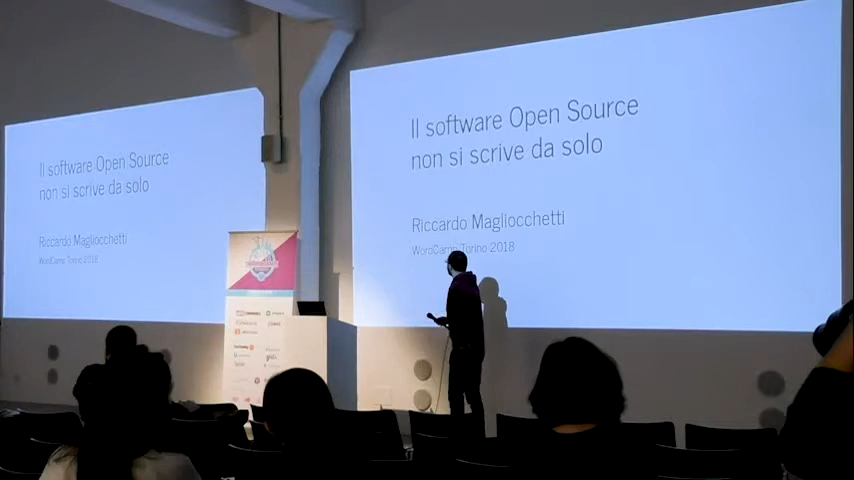 Il software Open Source
non si scrive da solo
Riccardo Magliocchetti
WordCamp Torino 2018
Il software Open Source
non si scrive da solo
Riccardo Magliocchetti
WordCamp Torino 2018